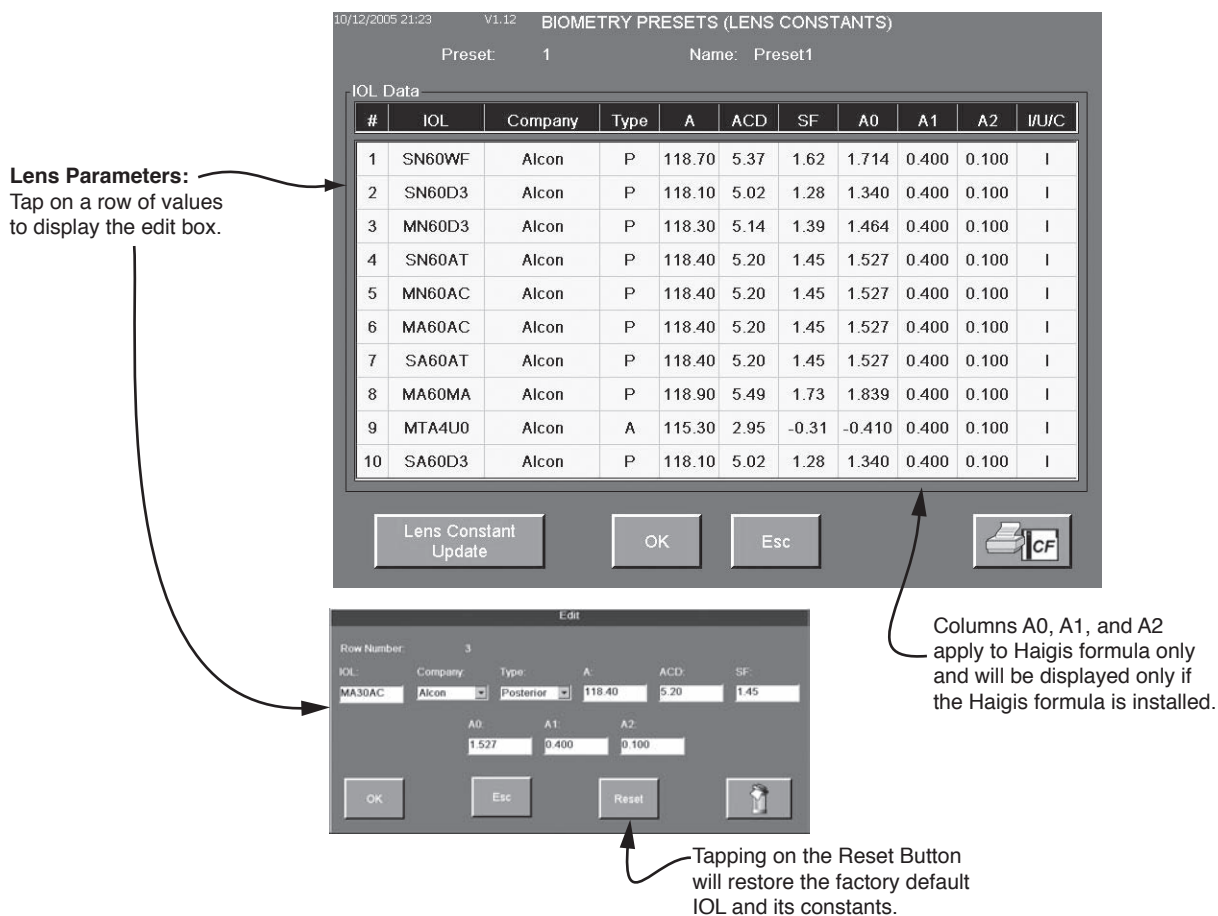 10/12/2005 21:23 V1.12 BIOMETRY PRESETS (LENS CONSTANTS)
Preset: 1 Name: Preset1
IOL Data
# IOL Company Type A ACD SF A0 A1 A2 I/U/C
1 SN60WF Alcon P 118.70 5.37 1.62 1.714 0.400 0.100 I
2 SN60D3 Alcon P 118.10 5.02 1.28 1.340 0.400 0.100 I
3 MN60D3 Alcon P 118.30 5.14 1.39 1.464 0.400 0.100 I
4 SN60AT Alcon P 118.40 5.20 1.45 1.527 0.400 0.100 I
5 MN60AC Alcon P 118.40 5.20 1.45 1.527 0.400 0.100 I
6 MA60AC Alcon P 118.40 5.20 1.45 1.527 0.400 0.100 I
7 SA60AT Alcon P 118.40 5.20 1.45 1.527 0.400 0.100 I
8 MA60MA Alcon P 118.90 5.49 1.73 1.839 0.400 0.100 I
9 MTA4U0 Alcon A 115.30 2.95 -0.31 -0.410 0.400 0.100 I
10 SA60D3 Alcon P 118.10 5.02 1.28 1.340 0.400 0.100 I
Lens Constant
Update
OK
Esc
CF
Lens Parameters:
Tap on a row of values
to display the edit box.
Columns A0, A1, and A2
apply to Haigis formula only
and will be displayed only if
the Haigis formula is installed.
Edit
Row Number: 3
IOL: Company: Type: A: ACD: SF:
MA30AC Alcon Posterior 118.40 5.20 1.45
A0: A1: A2:
1.527 0.400 0.100
OK
Esc
Reset
Tapping on the Reset Button
will restore the factory default
IOL and its constants.